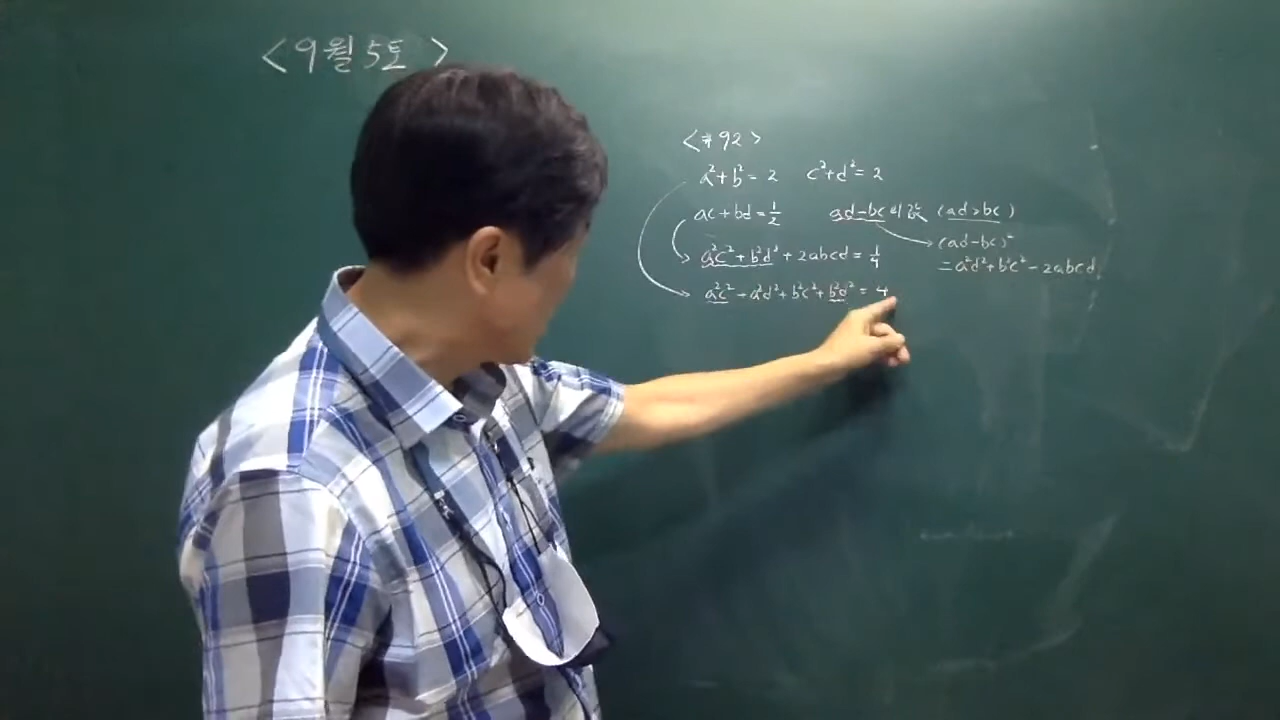 <9월 5토>
<#92>
a²+b²=2 c²+d²=2
ac+bd=1/2 ad-bc의 값 (ad>bc)
(ad-bc)²
a²c²+b²d²+2abcd=1/4
=a²d²+b²c²-2abcd
a²c²+a²d²+b²c²+b²d²=4